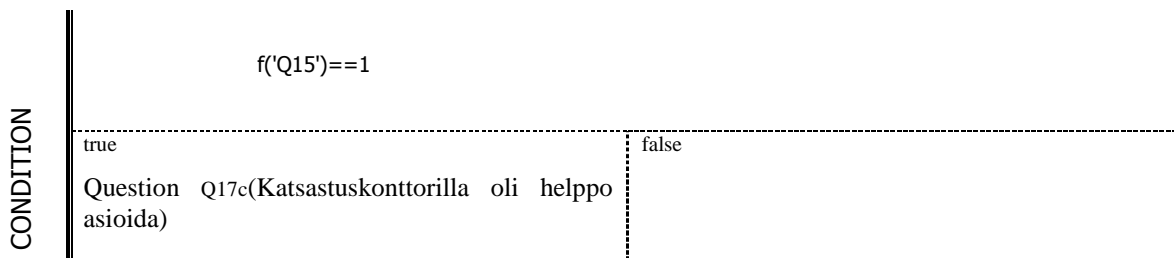 f('Q15')==1
CONDITION
true
false
Question Q17c(Katsastuskonttorilla oli helppo
asioida)